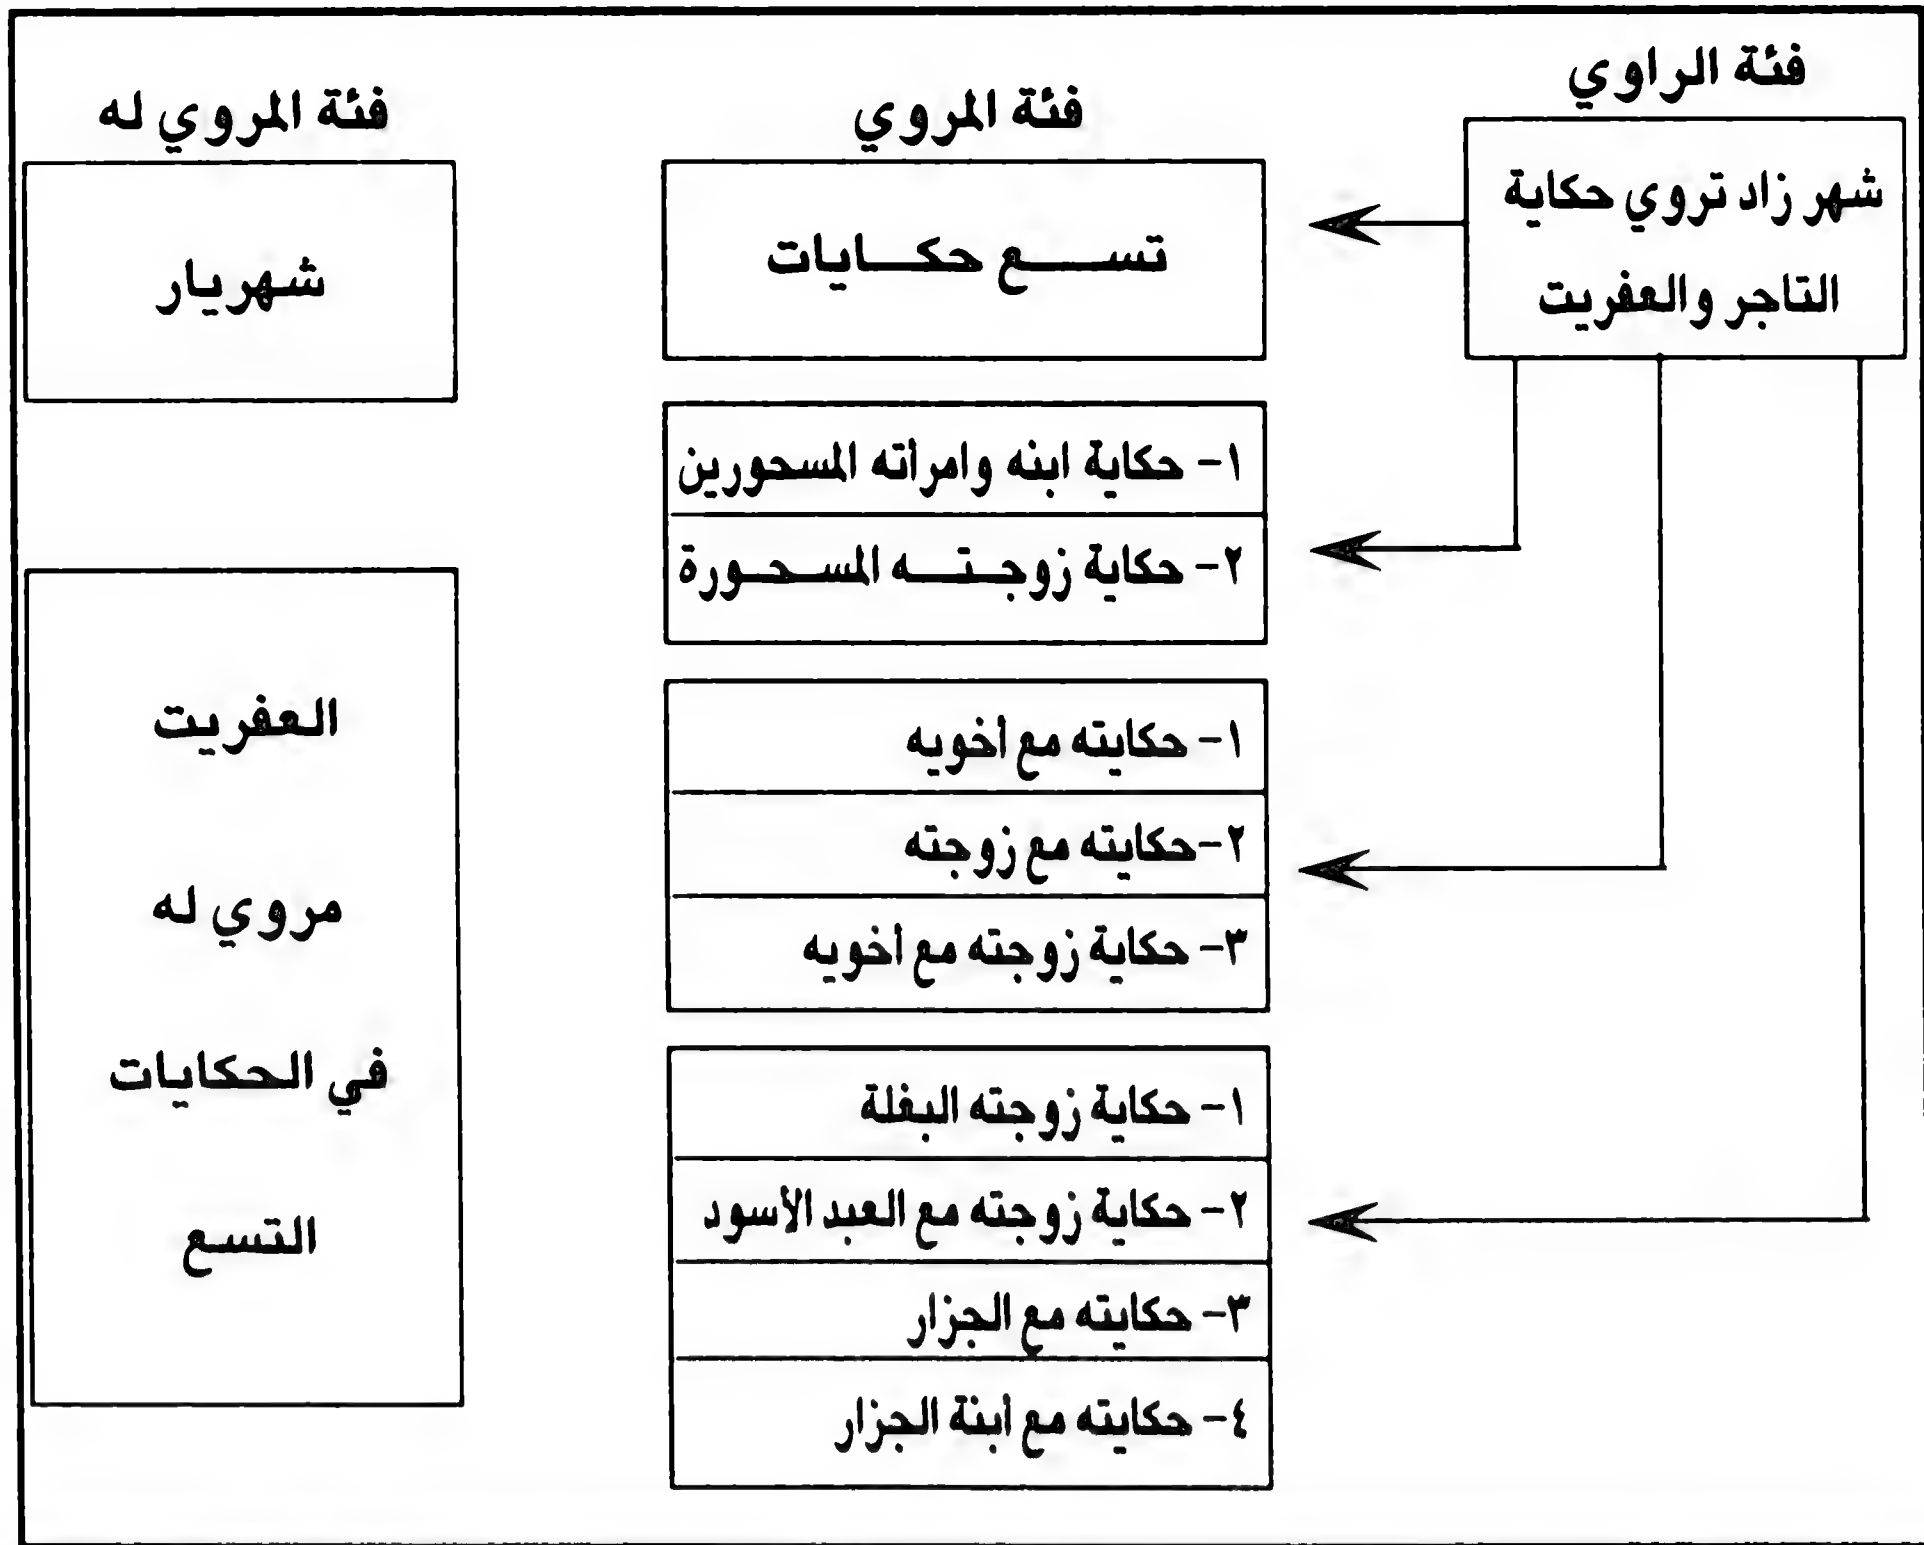 فئة الراوي
شهر زاد تروي حكاية
التاجر والعفريت
فئة المروي
تسع حكايات
١- حكاية ابنه وامرأته المسحورين
٢- حكاية زوجته المسحورة
١- حكايته مع أخويه
٢-حكايته مع زوجته
٣- حكاية زوجته مع أخويه
١- حكاية زوجته البغلة
٢- حكاية زوجته مع العبد الأسود
٣- حكايته مع الجزار
٤- حكايته مع أبنة الجزار
فئة المروي له
شهريار
العفريت
مروي له
في الحكايات
التسع